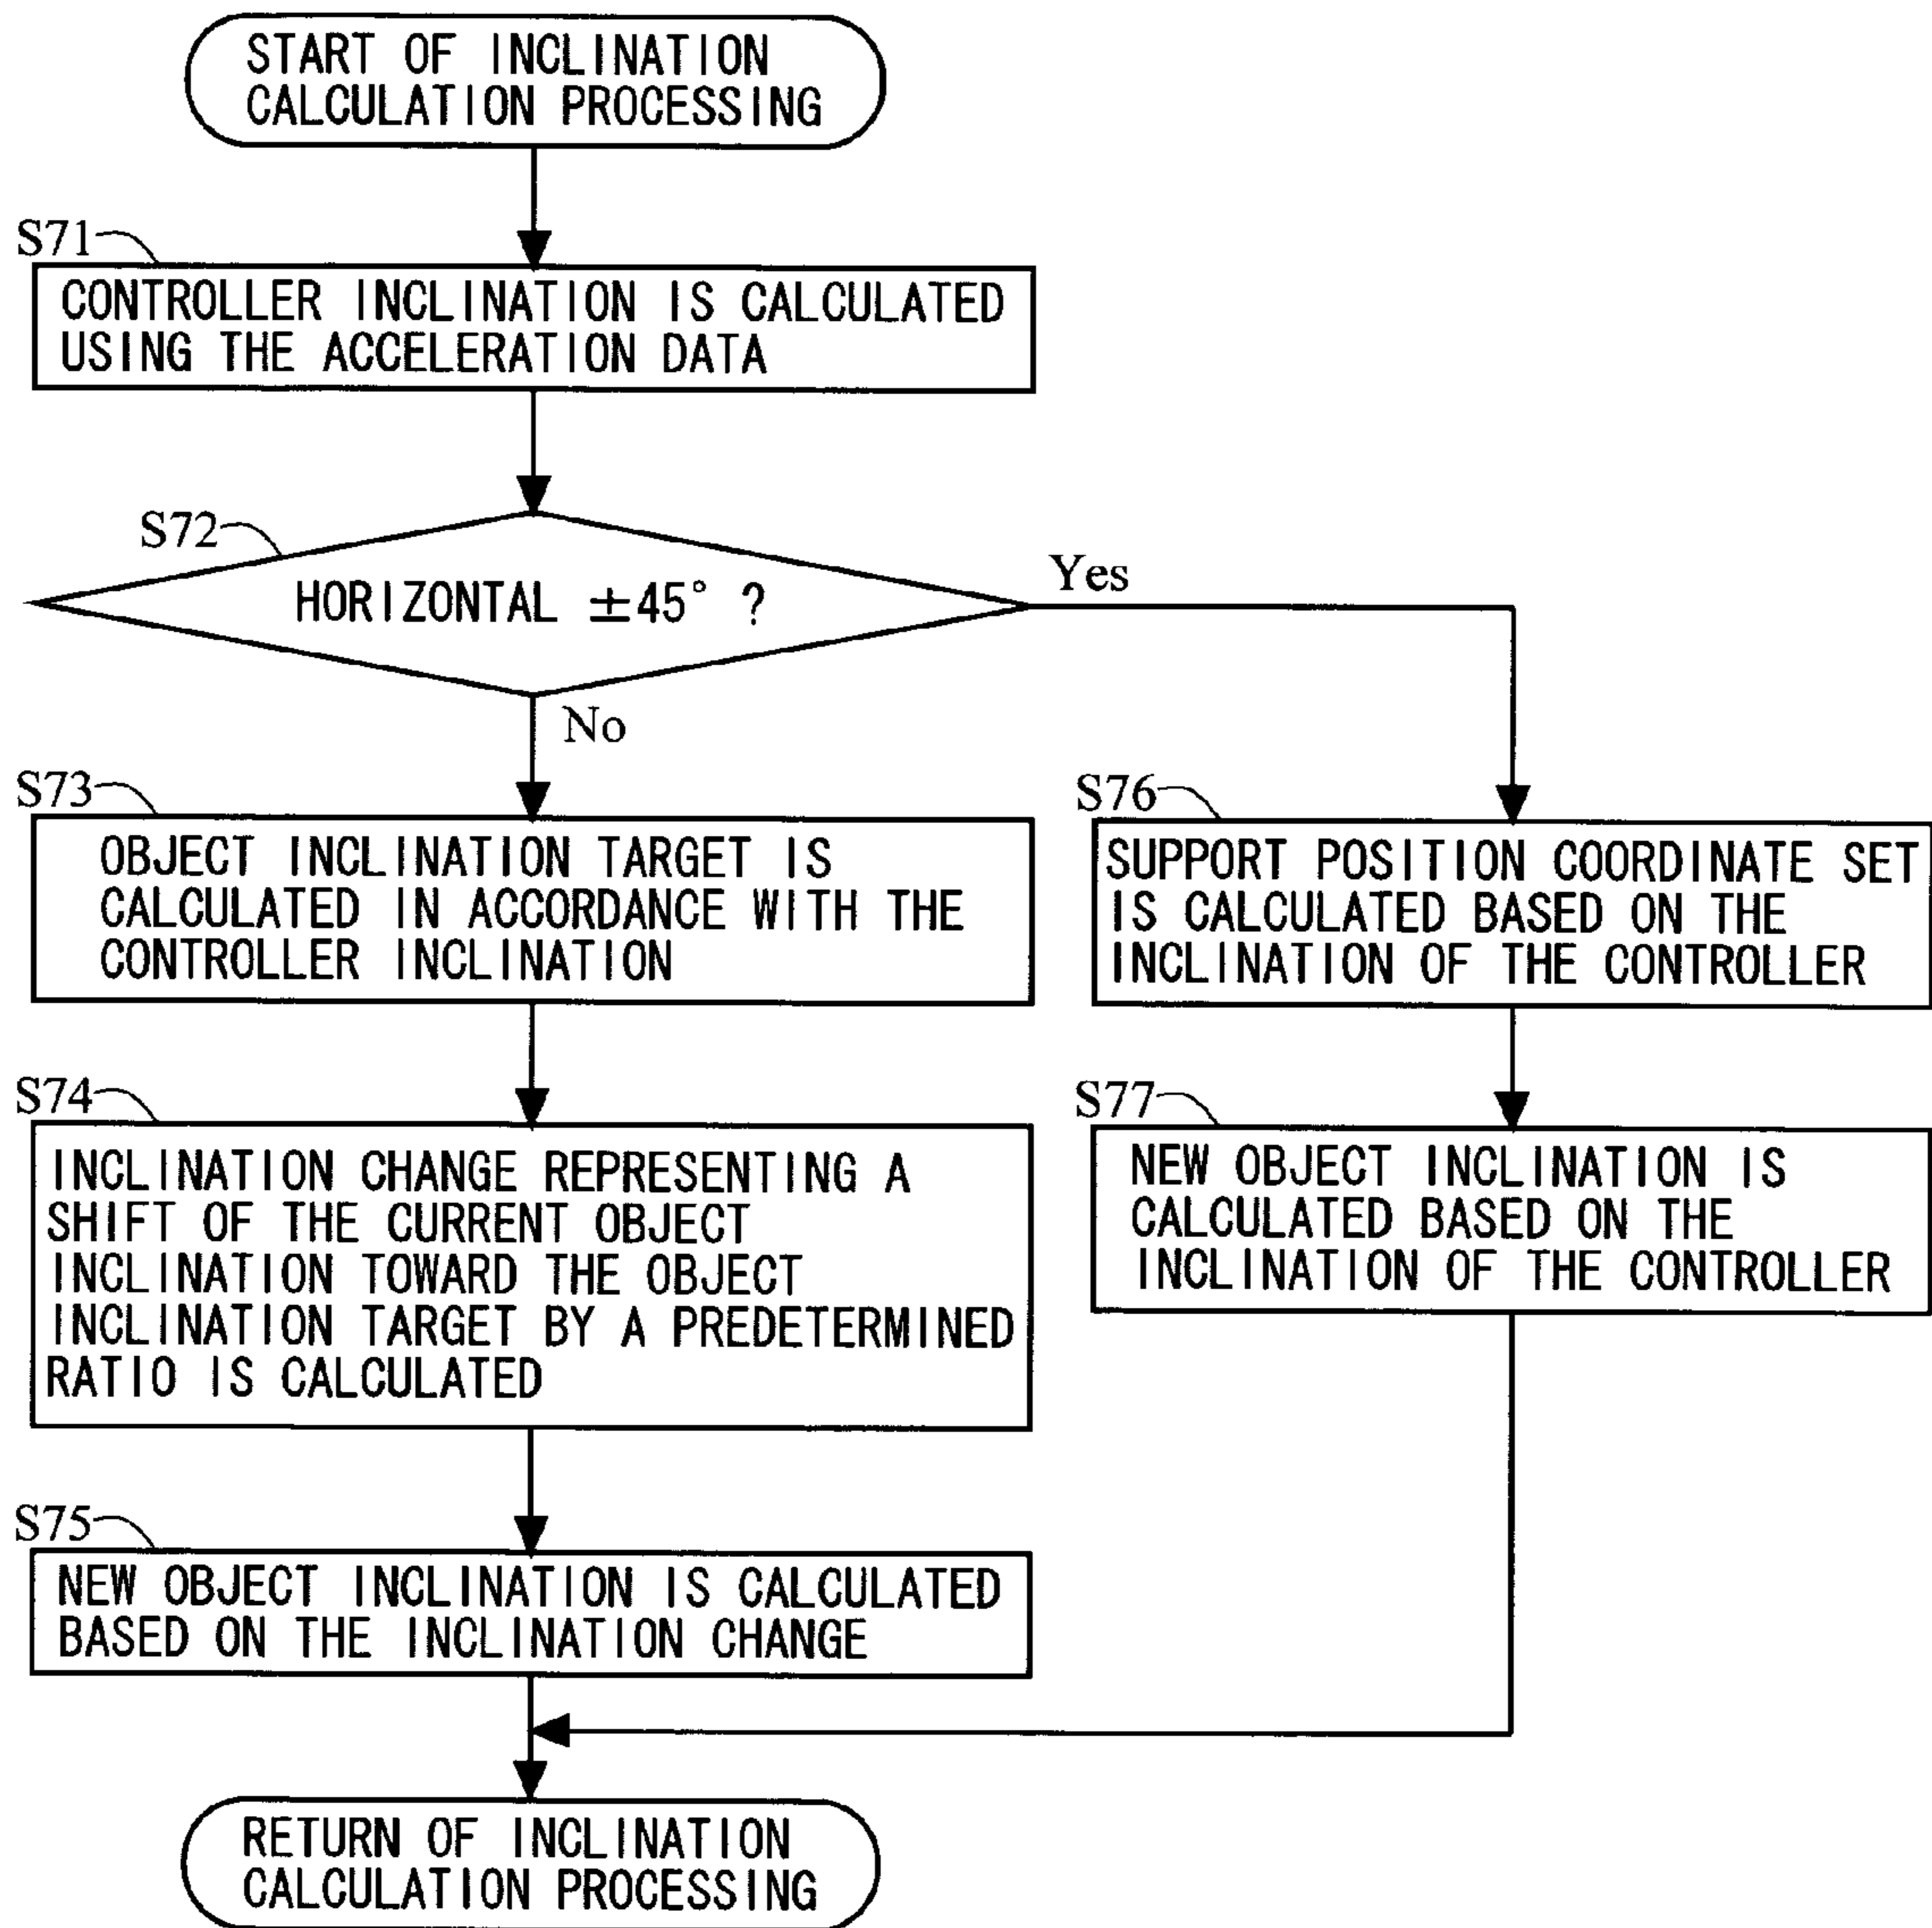 START OF INCLINATION
CALCULATION PROCESSING
S71
CONTROLLER INCLINATION IS CALCULATED
USING THE ACCELERATION DATA
S72
HORIZONTAL ±45° ?
Yes
No
S73
OBJECT INCLINATION TARGET IS
CALCULATED IN ACCORDANCE WITH THE
CONTROLLER INCLINATION
S74
INCLINATION CHANGE REPRESENTING A
SHIFT OF THE CURRENT OBJECT
INCLINATION TOWARD THE OBJECT
INCLINATION TARGET BY A PREDETERMINED
RATIO IS CALCULATED
S75
NEW OBJECT INCLINATION IS CALCULATED
BASED ON THE INCLINATION CHANGE
S76
SUPPORT POSITION COORDINATE SET
IS CALCULATED BASED ON THE
INCLINATION OF THE CONTROLLER
S77
NEW OBJECT INCLINATION IS
CALCULATED BASED ON THE
INCLINATION OF THE CONTROLLER
RETURN OF INCLINATION
CALCULATION PROCESSING